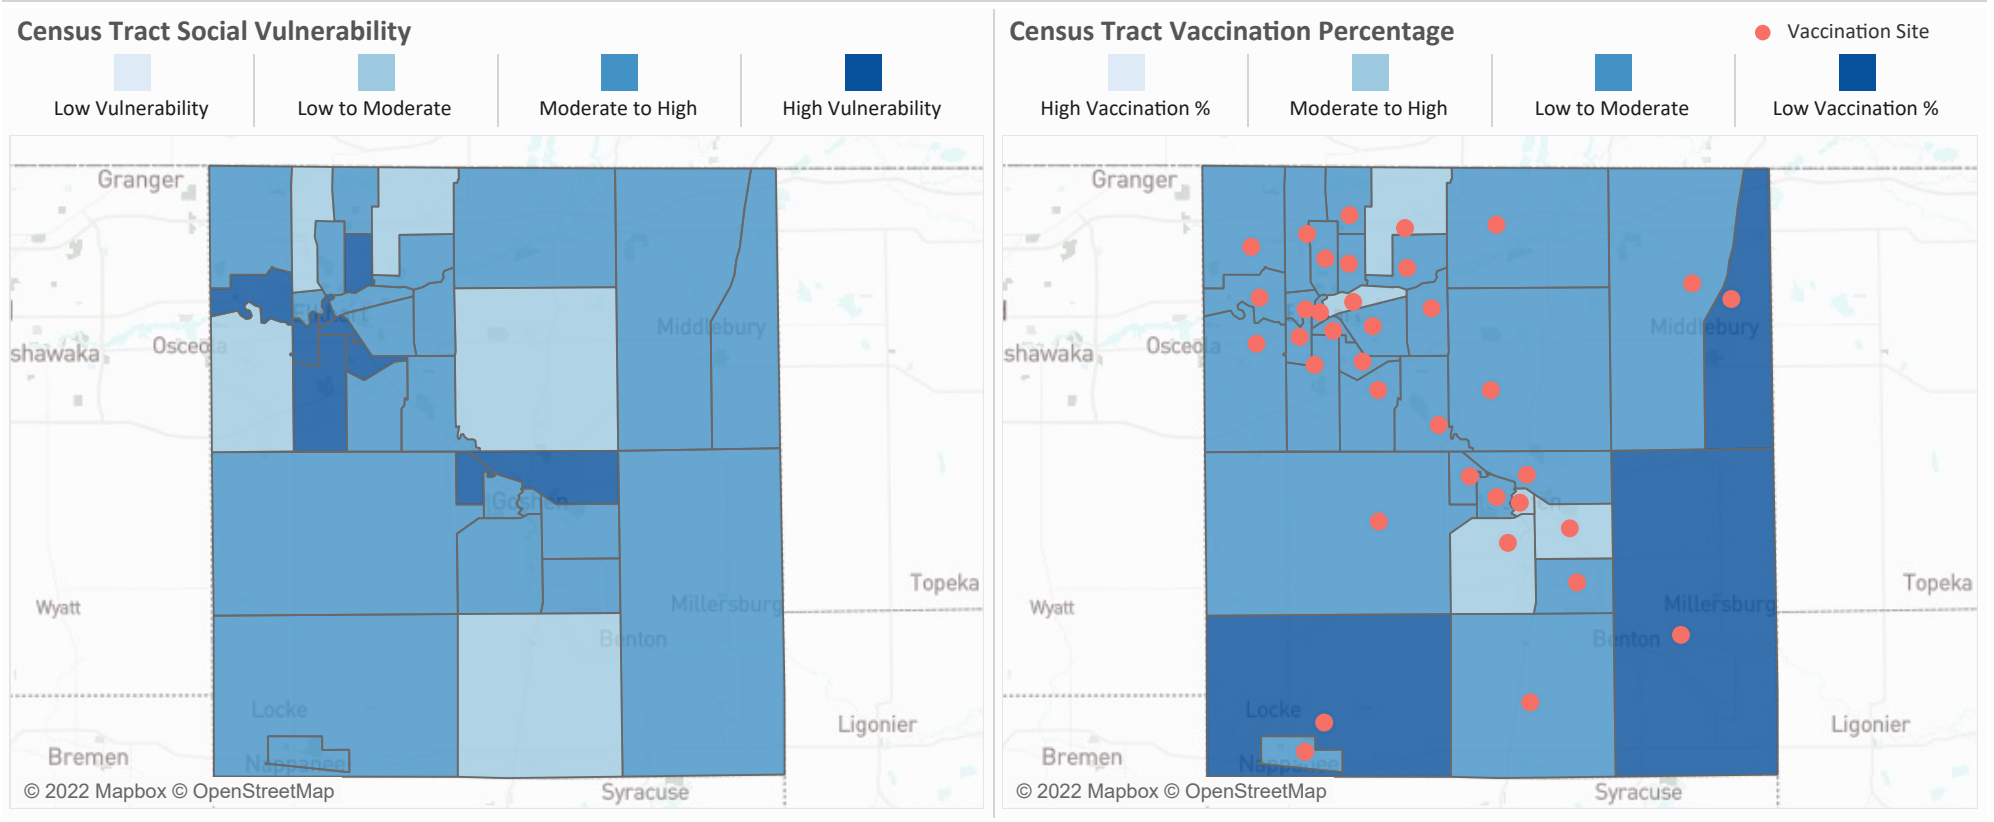 Census Tract Social Vulnerability
Low Vulnerability
Low to Moderate
Moderate to High
High Vulnerability
Granger
shawaka
Osceola
Elkhart
Middlebury
Goshen
Wyatt
Topeka
Millersburg
Benton
Locke
Ligonier
Bremen
Nappanee
Syracuse
© 2022 Mapbox © OpenStreetMap
Census Tract Vaccination Percentage
Vaccination Site
High Vaccination %
Moderate to High
Low to Moderate
Low Vaccination %
Granger
shawaka
Osceola
Middlebury
Wyatt
Topeka
Millersburg
Benton
Locke
Ligonier
Bremen
Nappanee
Syracuse
© 2022 Mapbox © OpenStreetMap